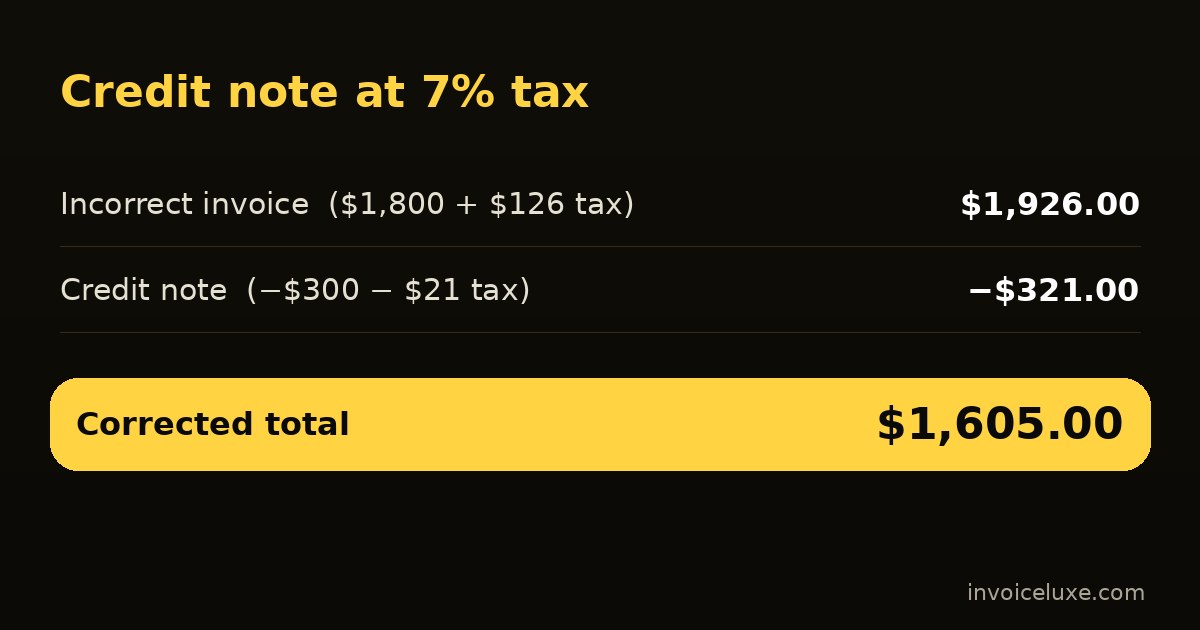 Credit note at 7% tax
Incorrect invoice  ($1,800 + $126 tax) $1,926.00
Credit note  (−$300 − $21 tax) −$321.00
Corrected total $1,605.00
invoiceluxe.com